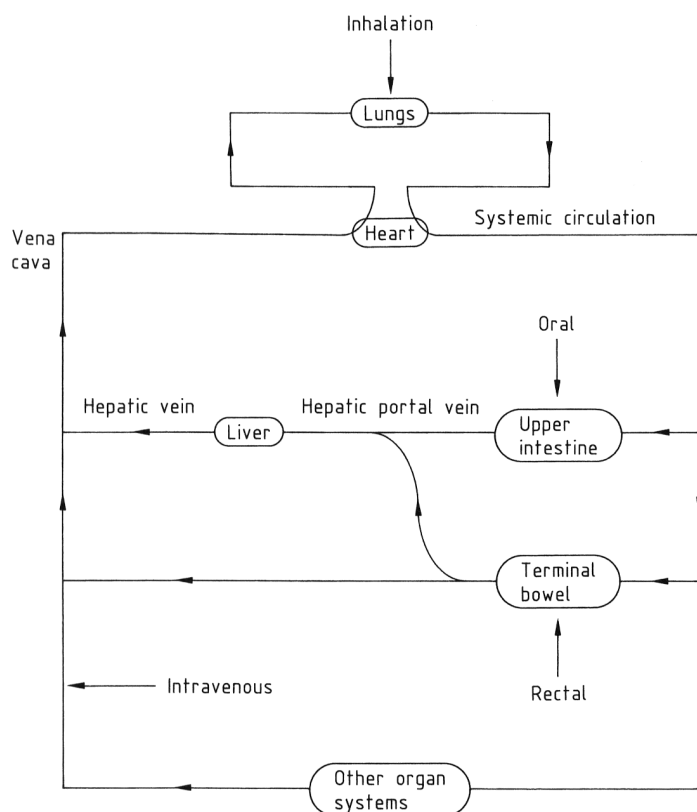 Inhalation
Lungs
Heart
Systemic circulation
Vena
cava
Oral
Hepatic vein
Liver
Hepatic portal vein
Upper
intestine
Terminal
bowel
Intravenous
Rectal
Other organ
systems